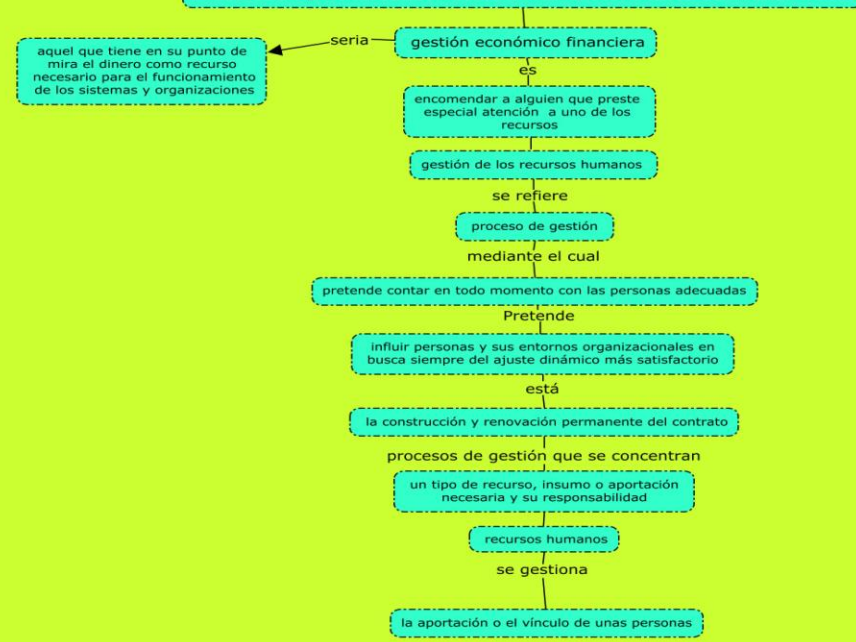 seria
gestión económico financiera
aquel que tiene en su punto de
mira el dinero como recurso
necesario para el funcionamiento
de los sistemas y organizaciones
es
encomendar a alguien que preste
especial atención a uno de los
recursos
gestión de los recursos humanos
se refiere
proceso de gestión
mediante el cual
pretende contar en todo momento con las personas adecuadas
Pretende
influir personas y sus entornos organizacionales en
busca siempre del ajuste dinámico más satisfactorio
está
la construcción y renovación permanente del contrato
procesos de gestión que se concentran
un tipo de recurso, insumo o aportación
necesaria y su responsabilidad
recursos humanos
se gestiona
la aportación o el vínculo de unas personas